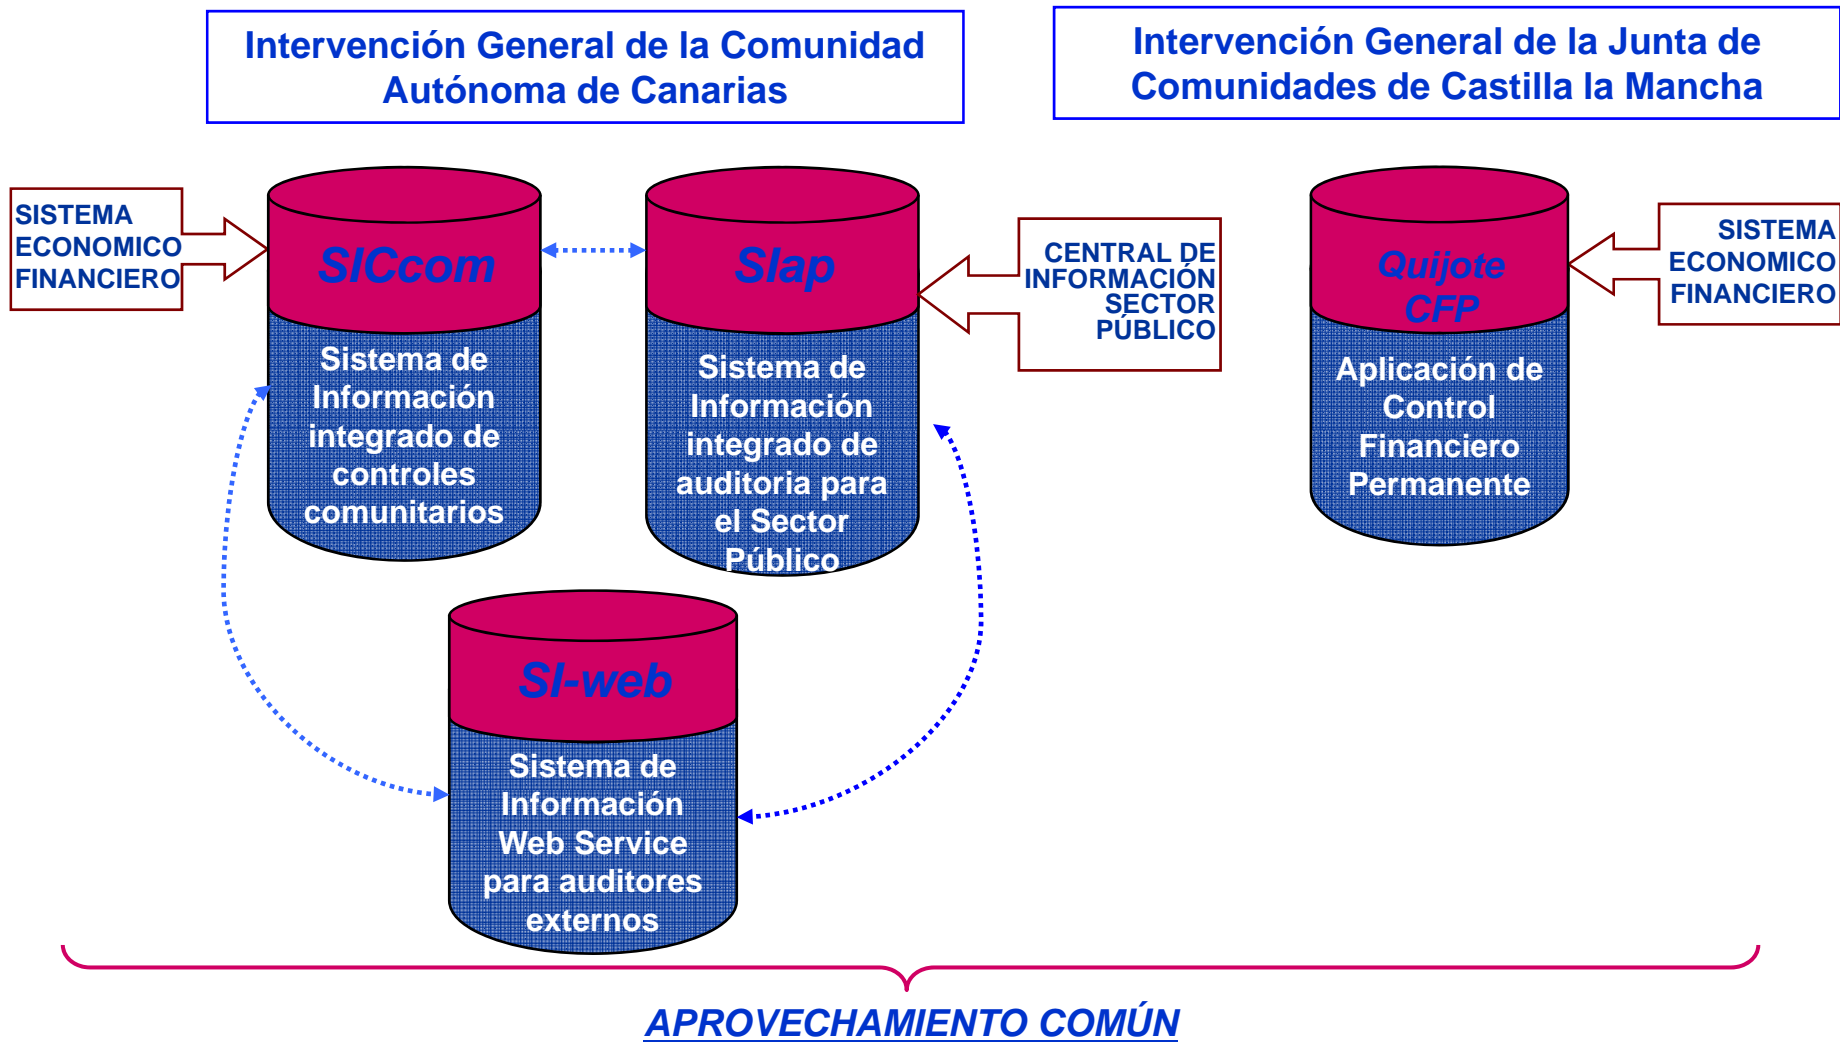 Intervención General de la Comunidad
Autónoma de Canarias
Intervención General de la Junta de
Comunidades de Castilla la Mancha
SISTEMA
ECONOMICO
FINANCIERO
SICcom
Sistema de
Información
integrado de
controles
comunitarios
SIap
Sistema de
Información
integrado de
auditoria para
el Sector
Público
CENTRAL DE
INFORMACIÓN
SECTOR
PÚBLICO
Quijote
CFP
Aplicación de
Control
Financiero
Permanente
SISTEMA
ECONOMICO
FINANCIERO
SI-web
Sistema de
Información
Web Service
para auditores
externos
APROVECHAMIENTO COMÚN